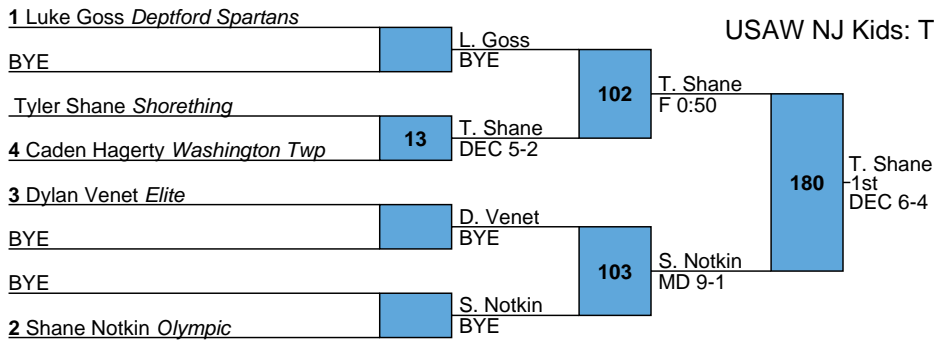 1 Luke Goss Deptford Spartans
BYE
Tyler Shane Shorething
4 Caden Hagerty Washington Twp
3 Dylan Venet Elite
BYE
BYE
2 Shane Notkin Olympic
13
L. Goss
BYE
T. Shane
DEC 5-2
D. Venet
BYE
S. Notkin
BYE
102
103
T. Shane
F 0:50
S. Notkin
MD 9-1
180
T. Shane
1st
DEC 6-4
USAW NJ Kids: T